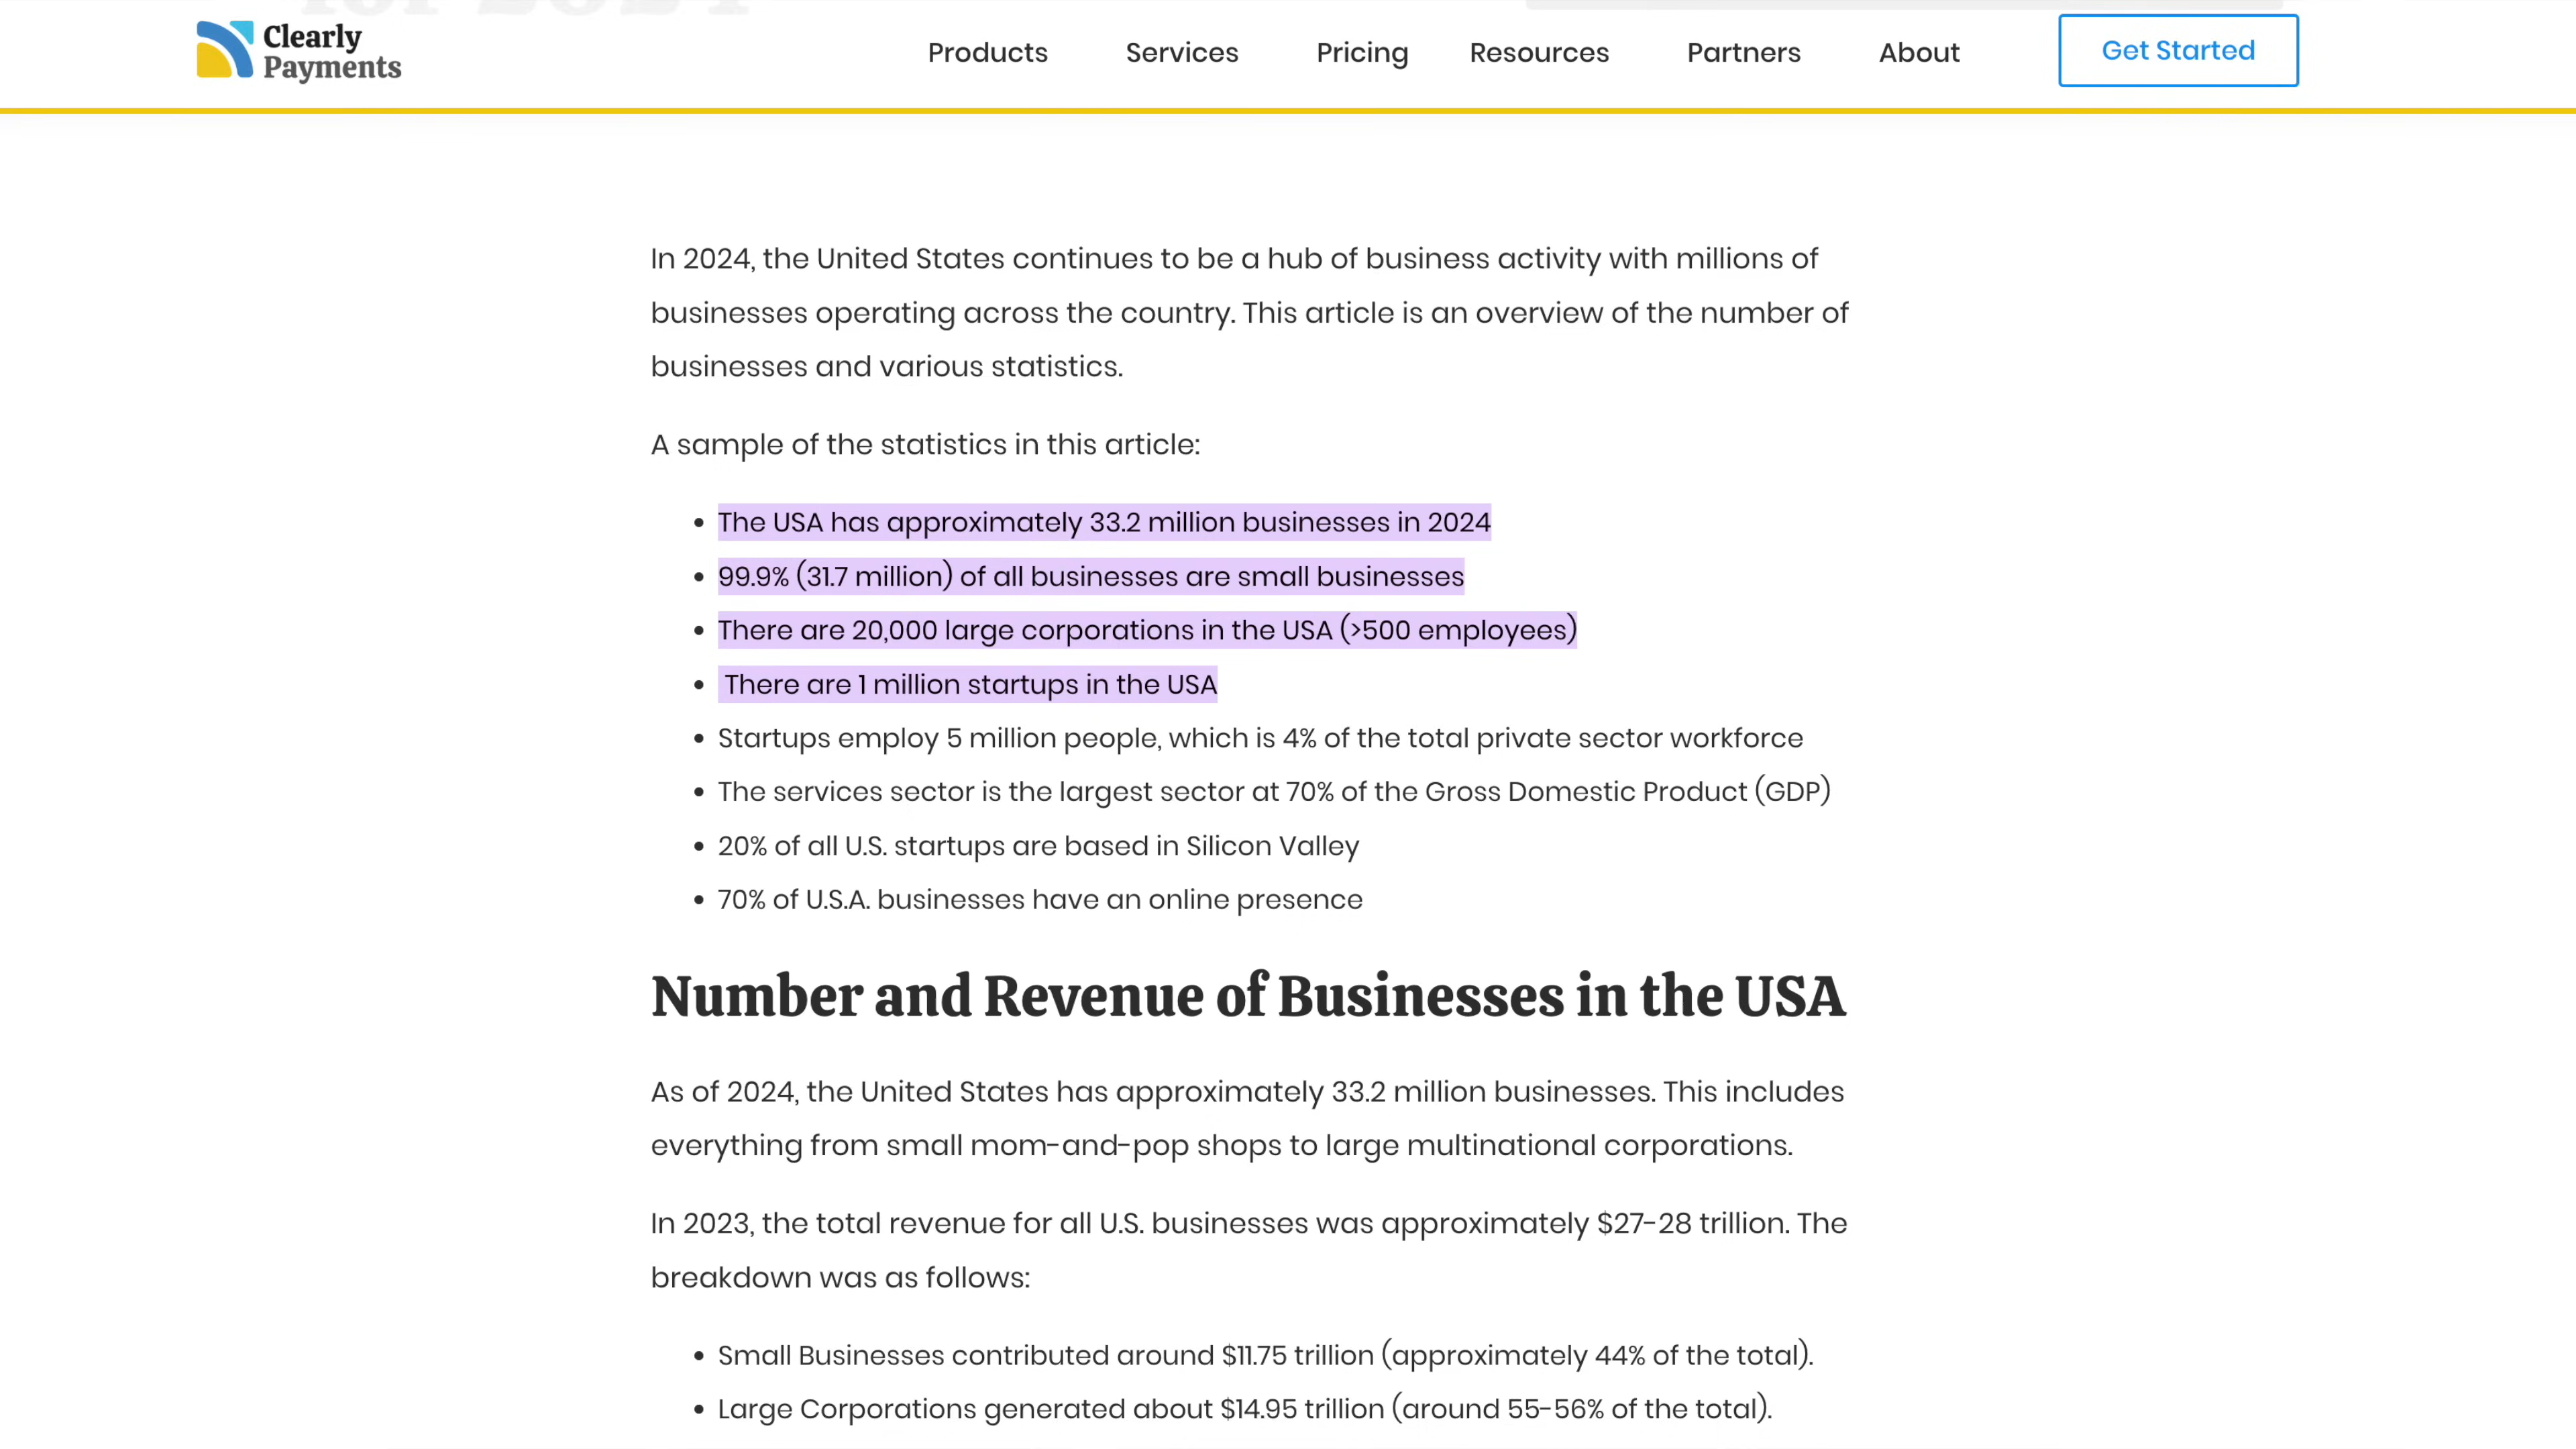 Clearly
Payments
Products
Services
Pricing
Resources
Partners
About
Get Started
In 2024, the United States continues to be a hub of business activity with millions of
businesses operating across the country. This article is an overview of the number of
businesses and various statistics.
A sample of the statistics in this article:
• The USA has approximately 33.2 million businesses in 2024
• 99.9% (31.7 million) of all businesses are small businesses
• There are 20,000 large corporations in the USA (>500 employees)
• There are 1 million startups in the USA
• Startups employ 5 million people, which is 4% of the total private sector workforce
• The services sector is the largest sector at 70% of the Gross Domestic Product (GDP)
• 20% of all U.S. startups are based in Silicon Valley
• 70% of U.S.A. businesses have an online presence
Number and Revenue of Businesses in the USA
As of 2024, the United States has approximately 33.2 million businesses. This includes
everything from small mom-and-pop shops to large multinational corporations.
In 2023, the total revenue for all U.S. businesses was approximately $27-28 trillion. The
breakdown was as follows:
• Small Businesses contributed around $11.75 trillion (approximately 44% of the total).
• Large Corporations generated about $14.95 trillion (around 55-56% of the total).